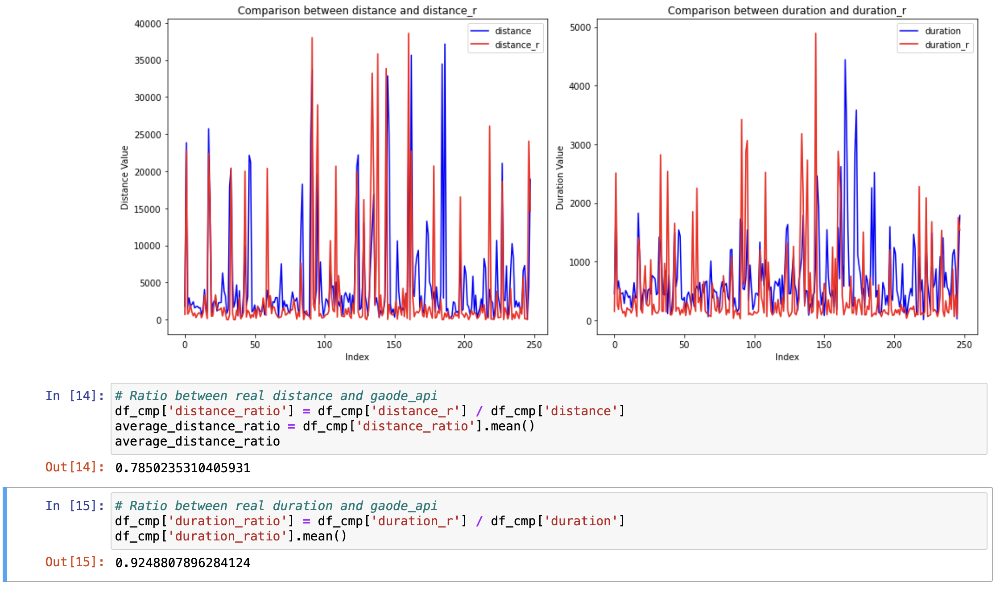 Comparison between distance and distance_r
40000
35000
30000
25000
20000
15000
10000
5000
0
Distance Value
distance
distance_r
0 50 100 150 200 250
Index
Comparison between duration and duration_r
5000
4000
3000
2000
1000
0
Duration Value
duration
duration_r
0 50 100 150 200 250
Index
In [14]:
# Ratio between real distance and gaode_api
df_cmp['distance_ratio'] = df_cmp['distance_r'] / df_cmp['distance']
average_distance_ratio = df_cmp['distance_ratio'].mean()
average_distance_ratio
Out[14]: 0.7850235310405931
In [15]:
# Ratio between real duration and gaode_api
df_cmp['duration_ratio'] = df_cmp['duration_r'] / df_cmp['duration']
df_cmp['duration_ratio'].mean()
Out[15]: 0.9248807896284124